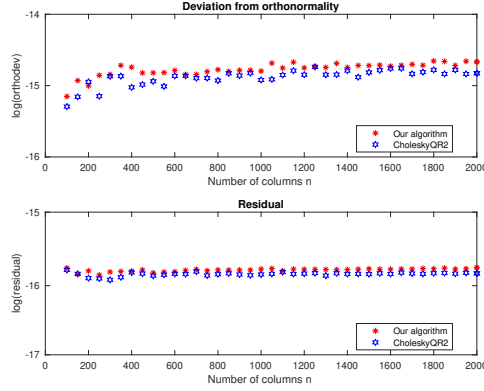 Deviation from orthonormality
-14
-15
-16
log(orthodev)
Our algorithm
CholeskyQR2
0 200 400 600 800 1000 1200 1400 1600 1800 2000
Number of columns n
Residual
-15
-16
-17
log(residual)
Our algorithm
CholeskyQR2
0 200 400 600 800 1000 1200 1400 1600 1800 2000
Number of columns n